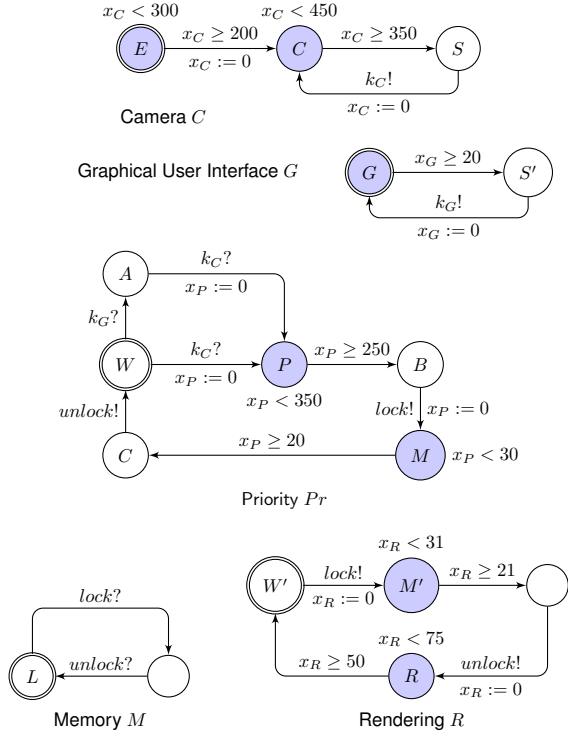 x_C < 300
x_C < 450
E
x_C ≥ 200
x_C := 0
C
x_C ≥ 350
S
k_C!
x_C := 0
Camera C
Graphical User Interface G
G
x_G ≥ 20
S′
k_G!
x_G := 0
A
k_C?
x_P := 0
k_G?
W
k_C?
x_P := 0
P
x_P ≥ 250
B
x_P < 350
unlock!
lock!
x_P := 0
C
x_P ≥ 20
M
x_P < 30
Priority Pr
lock?
L
unlock?
Memory M
x_R < 31
W′
lock!
x_R := 0
M′
x_R ≥ 21
x_R < 75
x_R ≥ 50
R
unlock!
x_R := 0
Rendering R